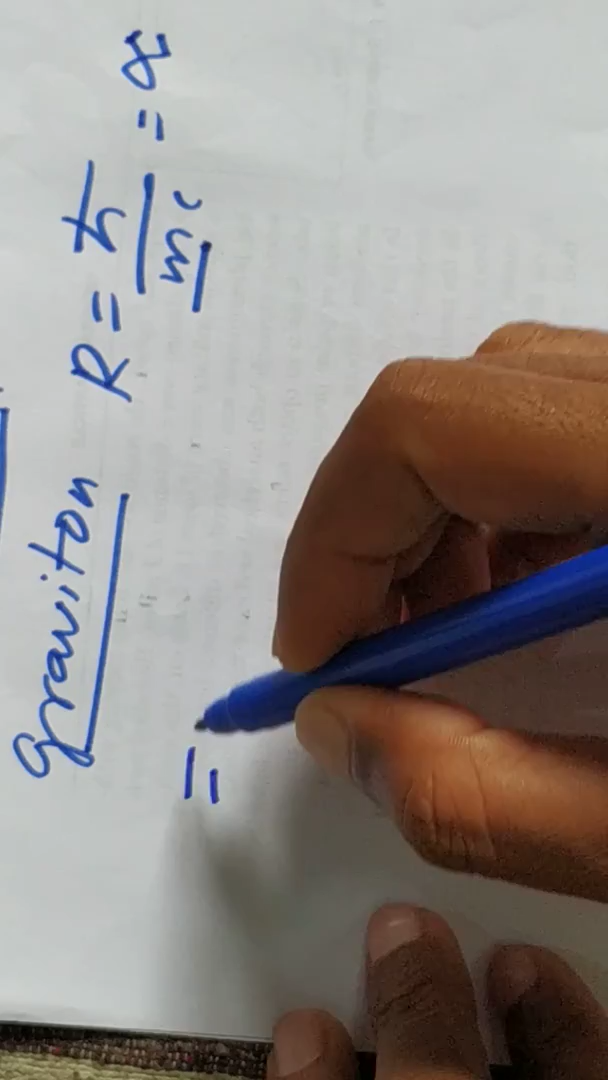 graviton R = ħ/mc = ∞
=